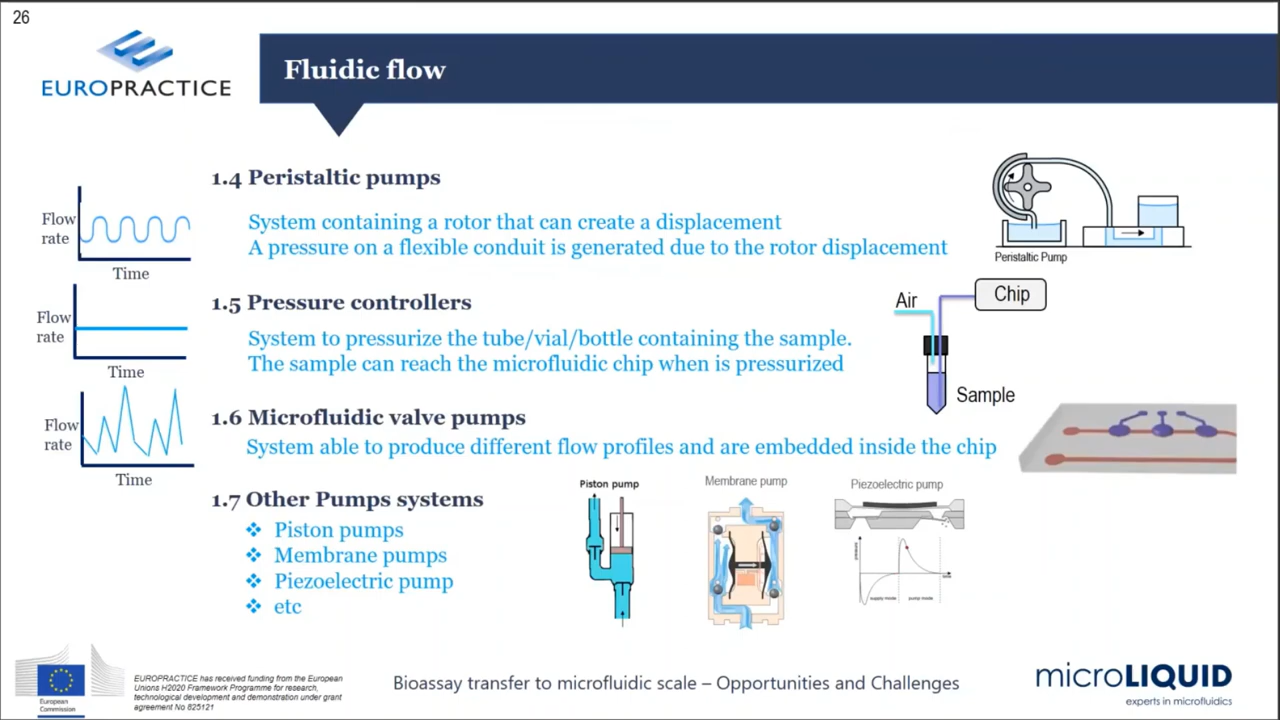 26
EUROPRACTICE
Fluidic flow
1.4 Peristaltic pumps
Flow
rate
Time
System containing a rotor that can create a displacement
A pressure on a flexible conduit is generated due to the rotor displacement
Peristaltic Pump
1.5 Pressure controllers
Flow
rate
Time
System to pressurize the tube/vial/bottle containing the sample.
The sample can reach the microfluidic chip when is pressurized
Air
Chip
Sample
1.6 Microfluidic valve pumps
Flow
rate
Time
System able to produce different flow profiles and are embedded inside the chip
1.7 Other Pumps systems
❖ Piston pumps
❖ Membrane pumps
❖ Piezoelectric pump
❖ etc
Piston pump
Membrane pump
Piezoelectric pump
pressure
time
supply mode
pump mode
European
Commission
EUROPRACTICE has received funding from the European
Unions H2020 Framework Programme for research,
technological development and demonstration under grant
agreement No 825121
Bioassay transfer to microfluidic scale – Opportunities and Challenges
microLIQUID
experts in microfluidics